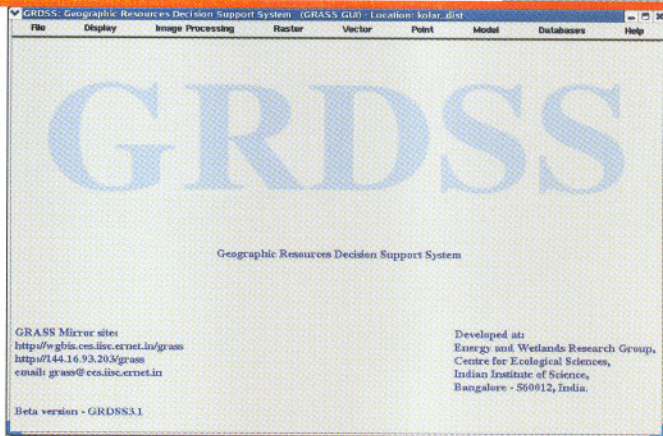 GRDSS: Geographic Resources Decision Support System (GRASS GUI) - Location: kolar_dist
File Display Image Processing Raster Vector Point Model Databases Help
GRDSS
Geographic Resources Decision Support System
GRASS Mirror site:
http://wgbis.ces.iisc.ernet.in/grass
http://144.16.93.203/grass
email: grass@ces.iisc.ernet.in
Beta version - GRDSS3.1
Developed at:
Energy and Wetlands Research Group,
Centre for Ecological Sciences,
Indian Institute of Science,
Bangalore - 560012, India.